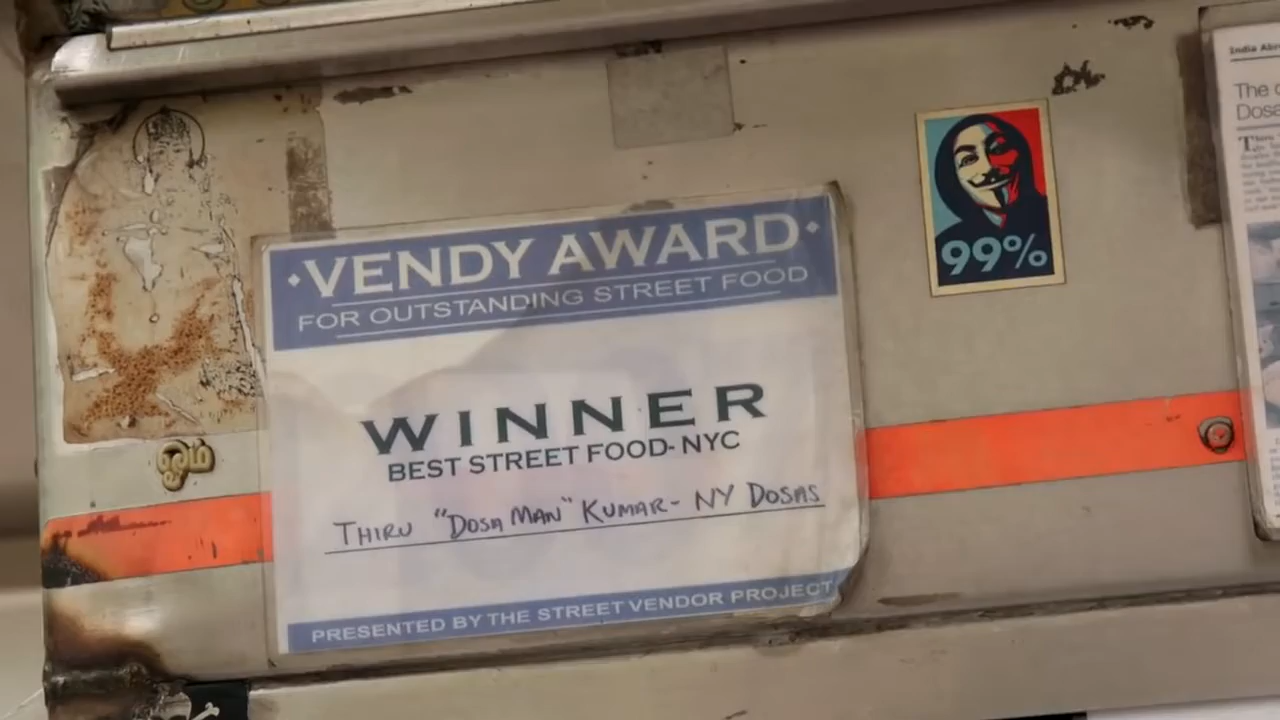 ·VENDY AWARD·
FOR OUTSTANDING STREET FOOD
WINNER
BEST STREET FOOD- NYC
THIRU "DOSA MAN" KUMAR- NY DOSAS
PRESENTED BY THE STREET VENDOR PROJECT
ஓம்
99%
India
The
Dosa